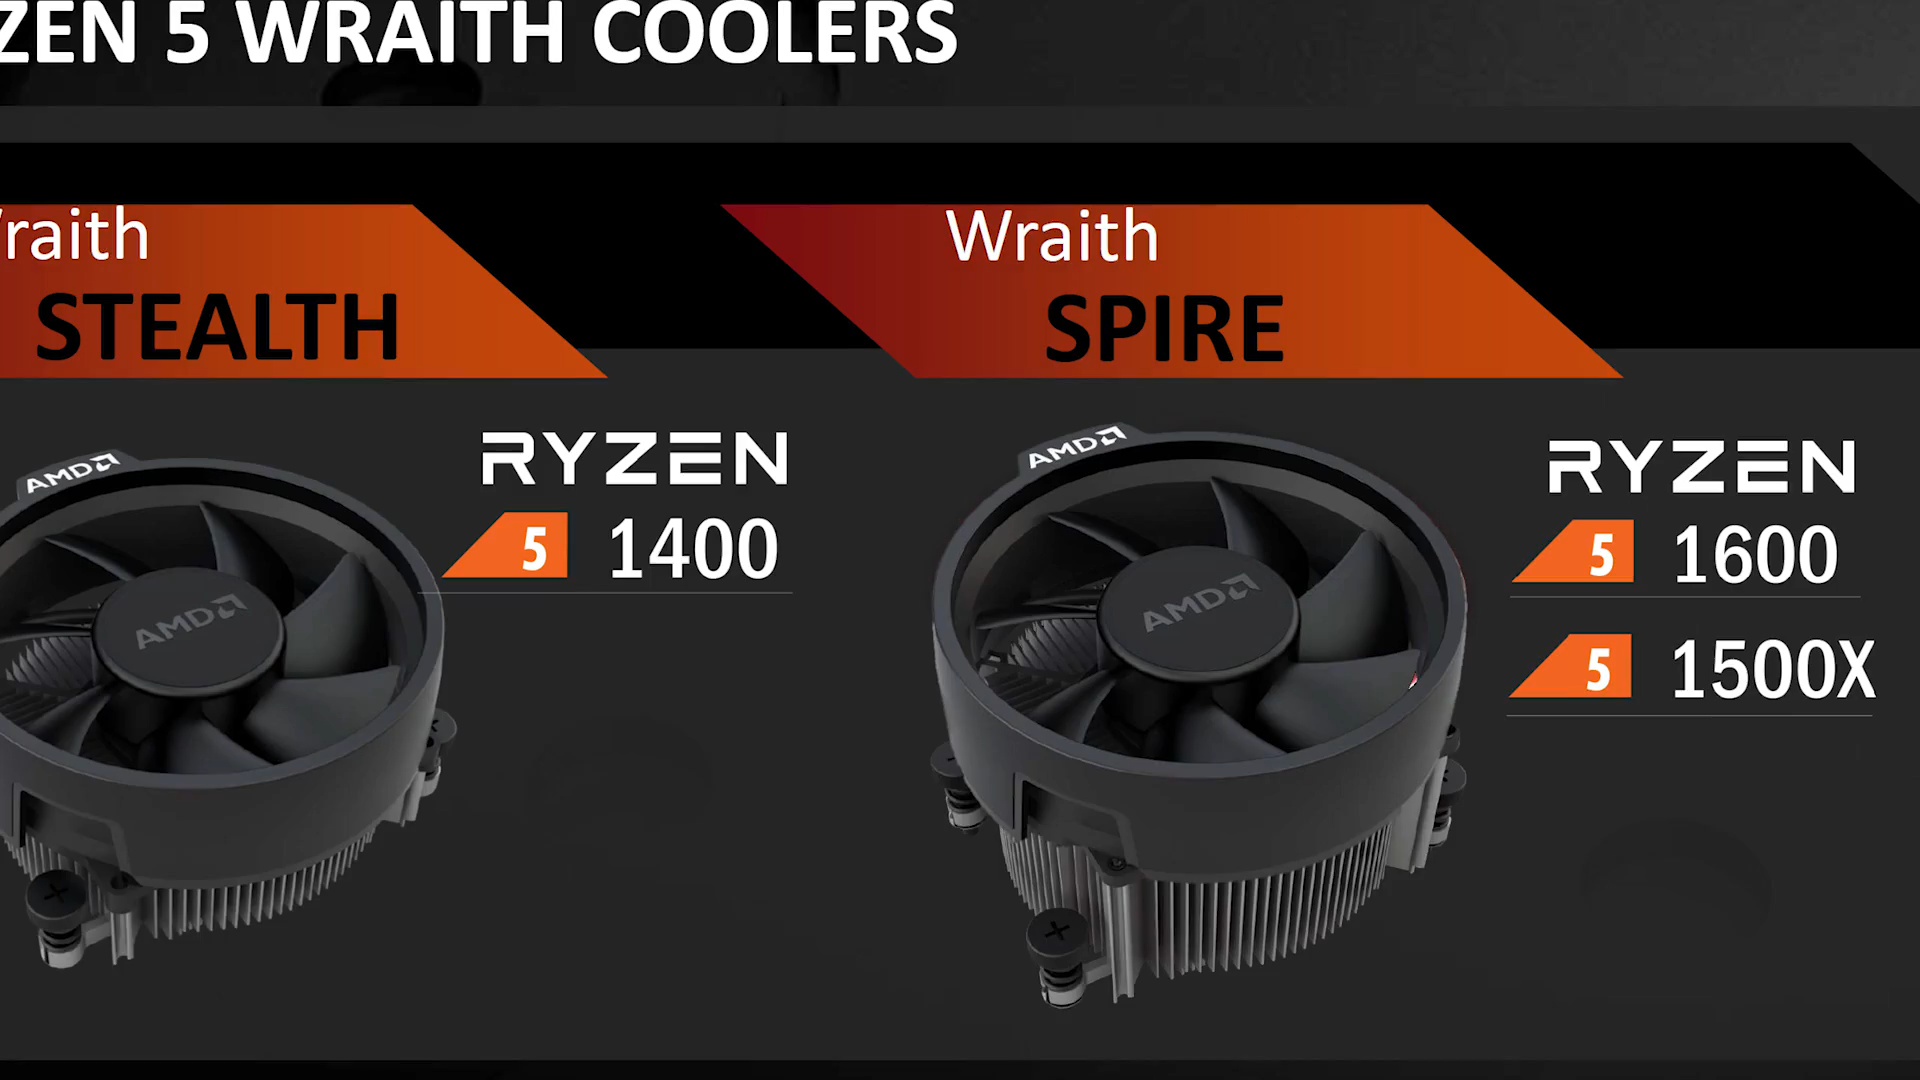 ZEN 5 WRAITH COOLERS
raith
STEALTH
Wraith
SPIRE
AMD
AMD
RYZEN
5 1400
AMD
AMD
RYZEN
5 1600
5 1500X